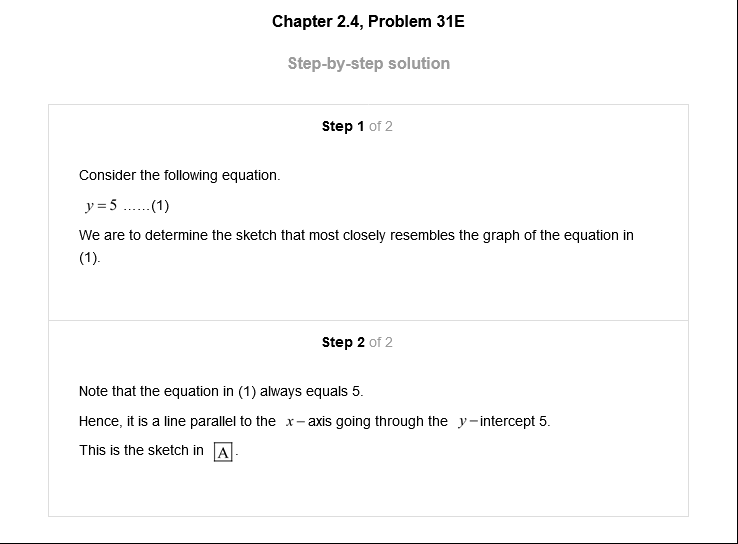 Chapter 2.4, Problem 31E
Step-by-step solution
Step 1 of 2
Consider the following equation.
y = 5 ......(1)
We are to determine the sketch that most closely resembles the graph of the equation in
(1).
Step 2 of 2
Note that the equation in (1) always equals 5.
Hence, it is a line parallel to the x – axis going through the y – intercept 5.
This is the sketch in A.